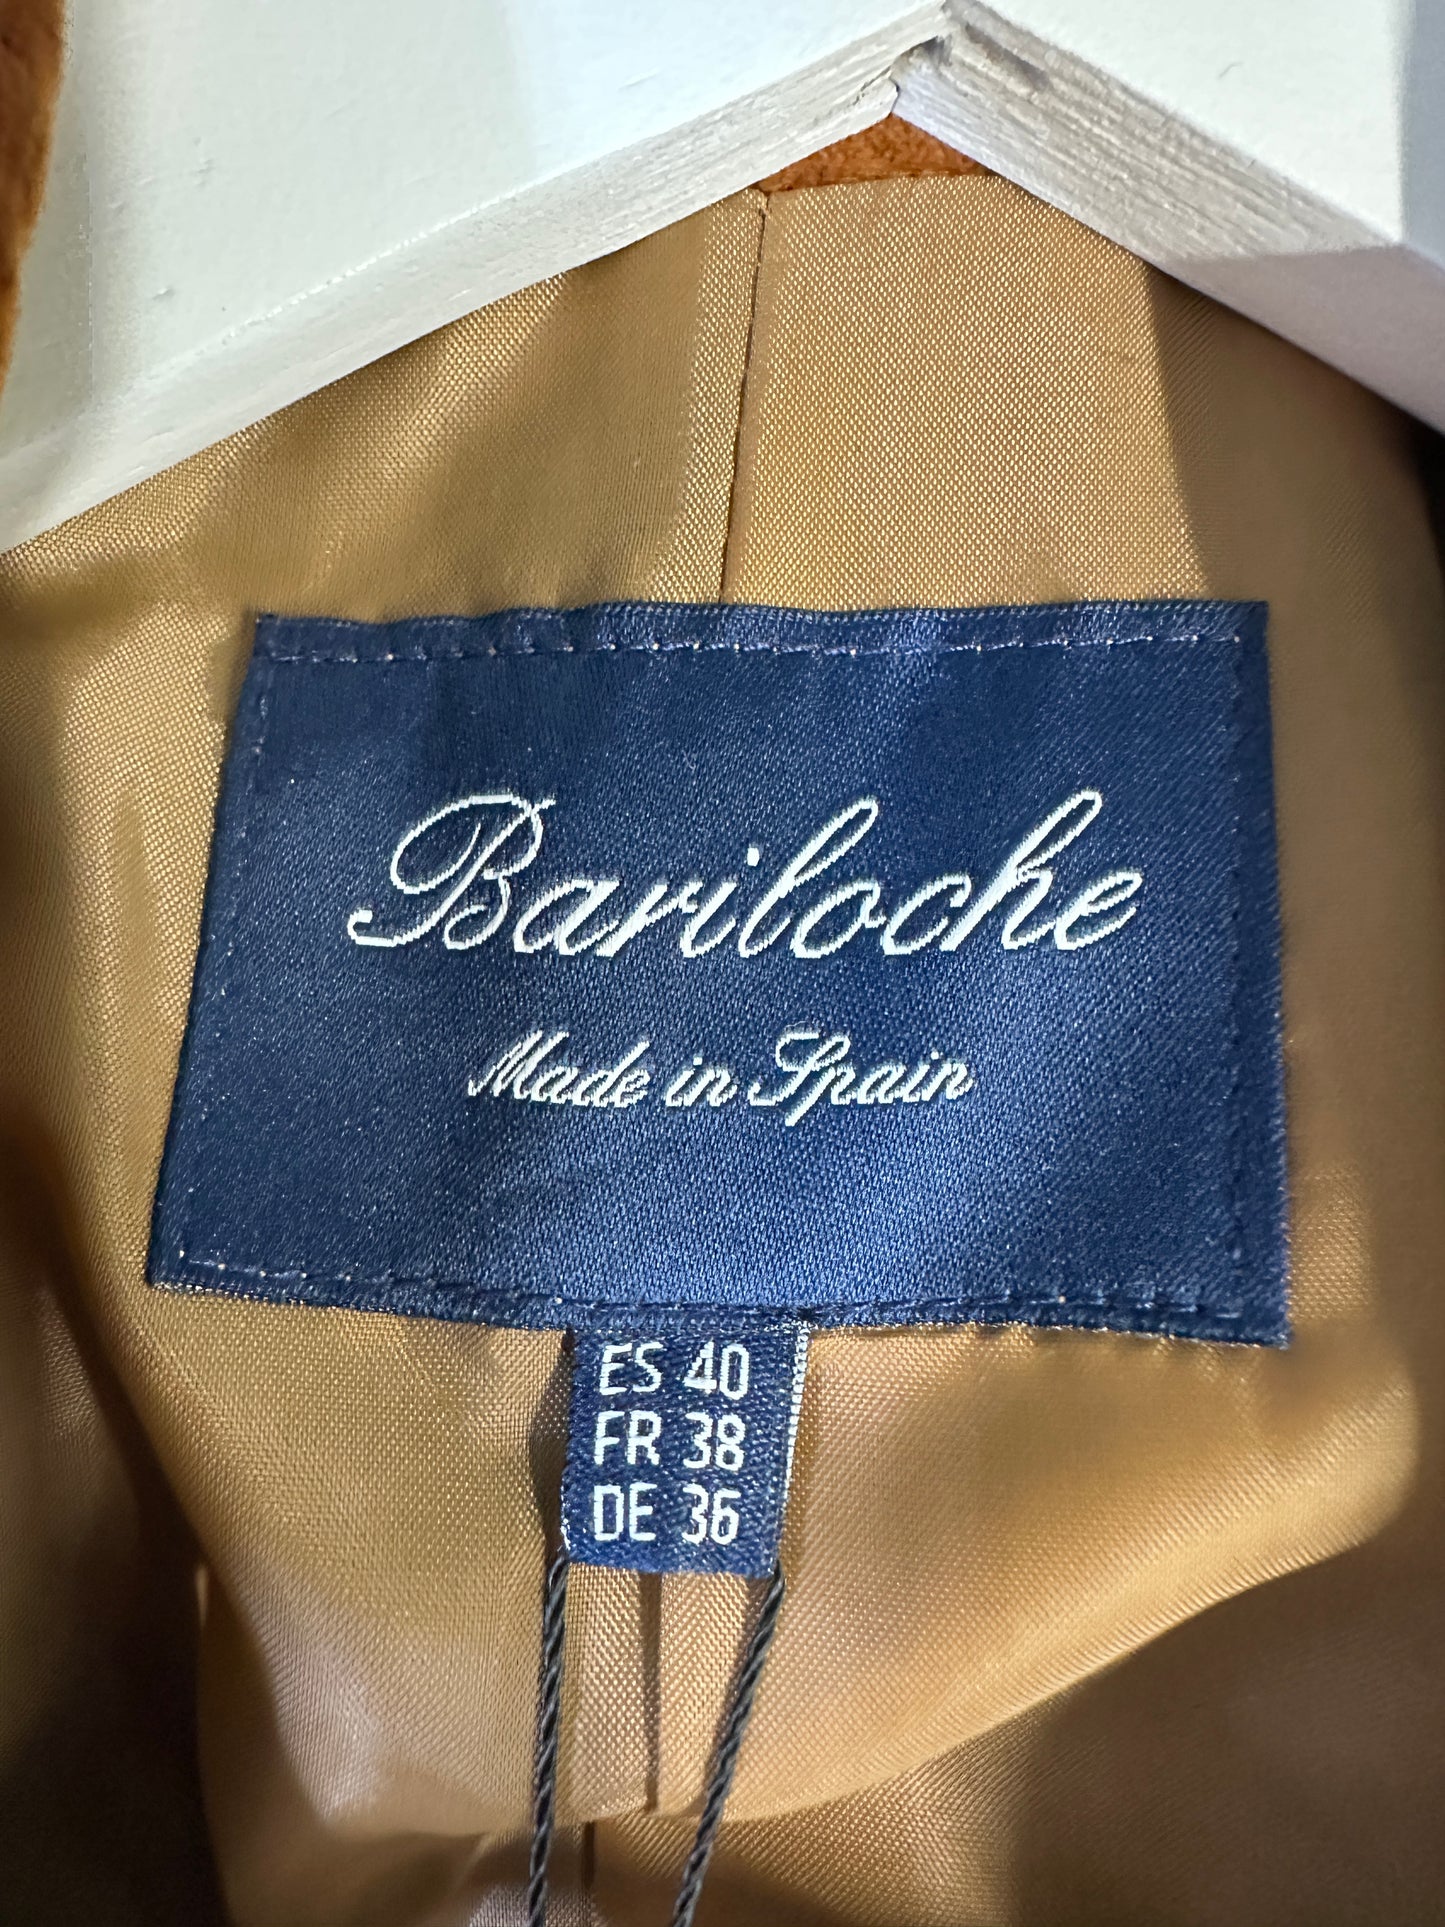 Bariloche
Made in Spain
ES 40
FR 38
DE 36